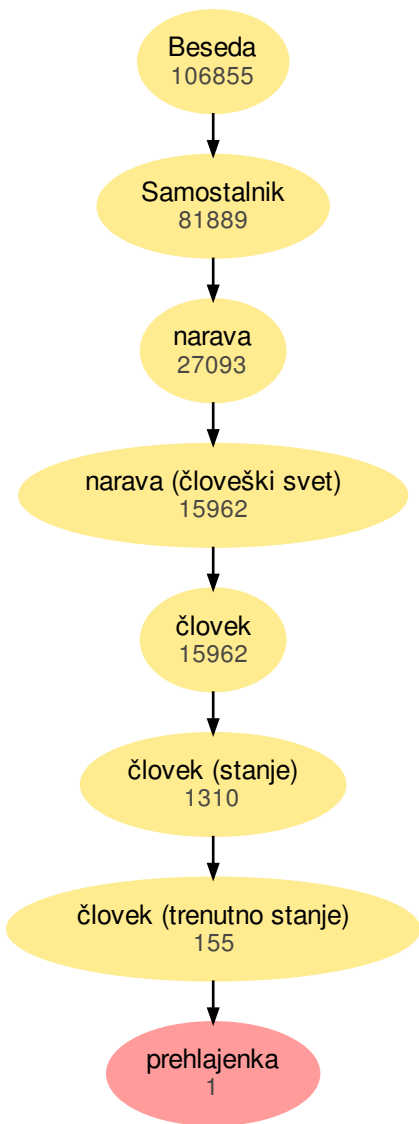 Beseda
106855
Samostalnik
81889
narava
27093
narava (človeški svet)
15962
človek
15962
človek (stanje)
1310
človek (trenutno stanje)
155
prehlajenka
1